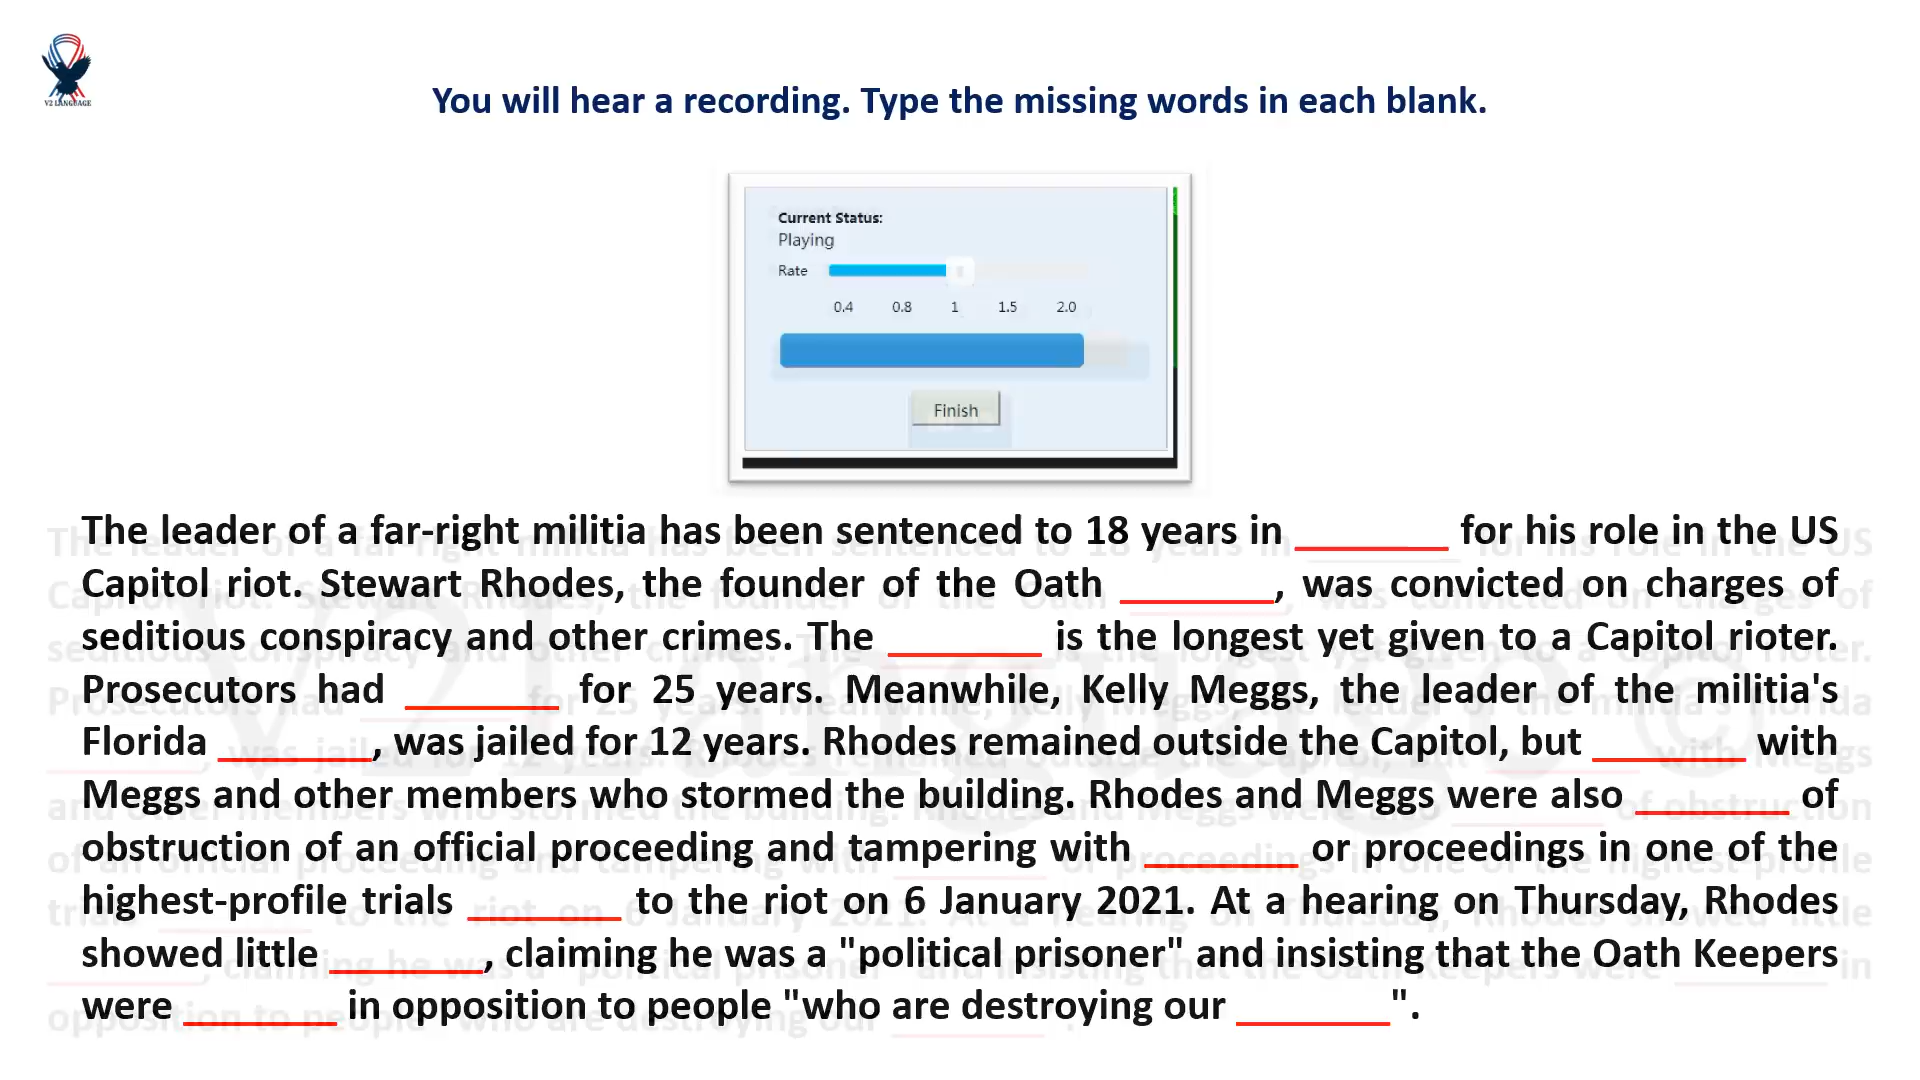 V2 LANGUAGE
You will hear a recording. Type the missing words in each blank.
Current Status:
Playing
Rate
0.4 0.8 1 1.5 2.0
Finish
The leader of a far-right militia has been sentenced to 18 years in ________ for his role in the US
Capitol riot. Stewart Rhodes, the founder of the Oath ________, was convicted on charges of
seditious conspiracy and other crimes. The ________ is the longest yet given to a Capitol rioter.
Prosecutors had ________ for 25 years. Meanwhile, Kelly Meggs, the leader of the militia's
Florida ________, was jailed for 12 years. Rhodes remained outside the Capitol, but ________ with
Meggs and other members who stormed the building. Rhodes and Meggs were also ________ of
obstruction of an official proceeding and tampering with ________ or proceedings in one of the
highest-profile trials ________ to the riot on 6 January 2021. At a hearing on Thursday, Rhodes
showed little ________, claiming he was a "political prisoner" and insisting that the Oath Keepers
were ________ in opposition to people "who are destroying our ________".